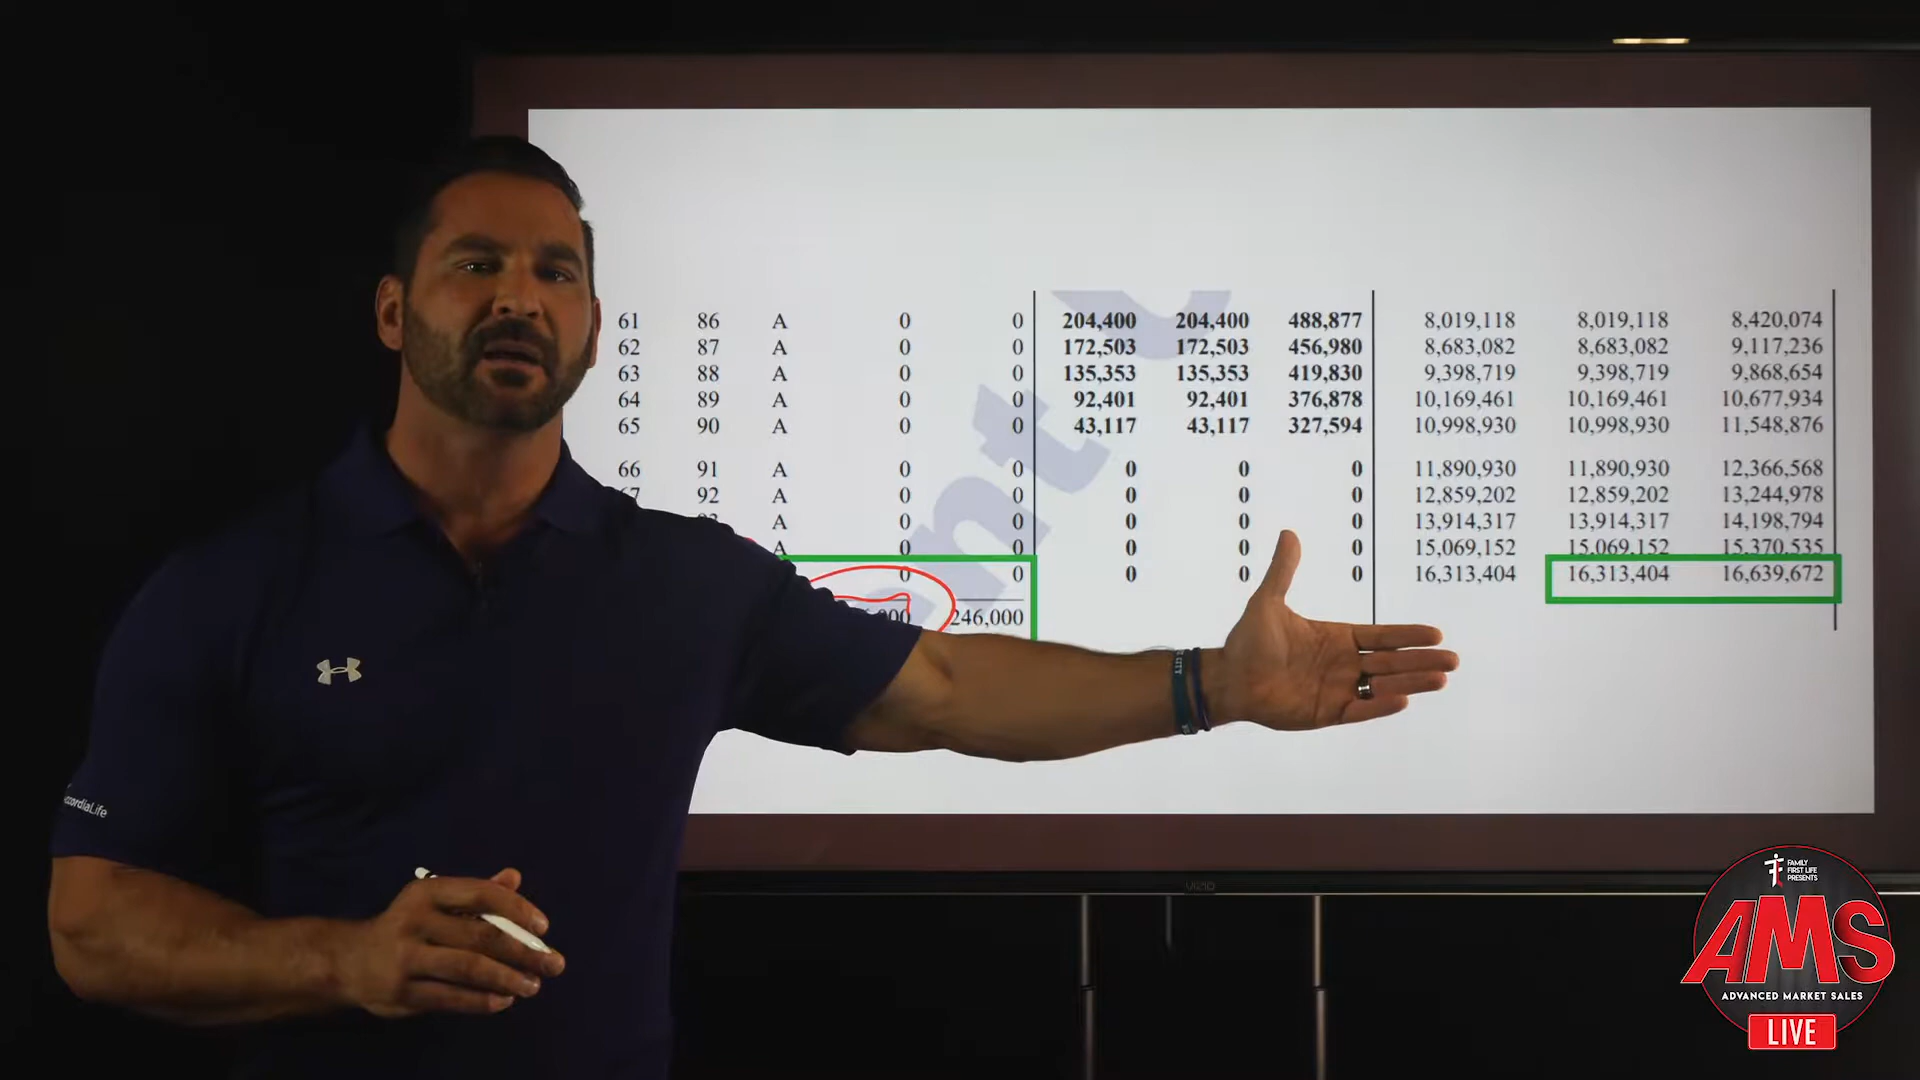 61 86 A 0 0 204,400 204,400 488,877 8,019,118 8,019,118 8,420,074
62 87 A 0 0 172,503 172,503 456,980 8,683,082 8,683,082 9,117,236
63 88 A 0 0 135,353 135,353 419,830 9,398,719 9,398,719 9,868,654
64 89 A 0 0 92,401 92,401 376,878 10,169,461 10,169,461 10,677,934
65 90 A 0 0 43,117 43,117 327,594 10,998,930 10,998,930 11,548,876
66 91 A 0 0 0 0 0 11,890,930 11,890,930 12,366,568
92 A 0 0 0 0 0 12,859,202 12,859,202 13,244,978
A 0 0 0 0 0 13,914,317 13,914,317 14,198,794
A 0 0 0 0 0 15,069,152 15,069,152 15,370,535
0 0 0 0 0 16,313,404 16,313,404 16,639,672
246,000
VIZIO
FAMILY
FIRST LIFE
PRESENTS
AMS
ADVANCED MARKET SALES
LIVE